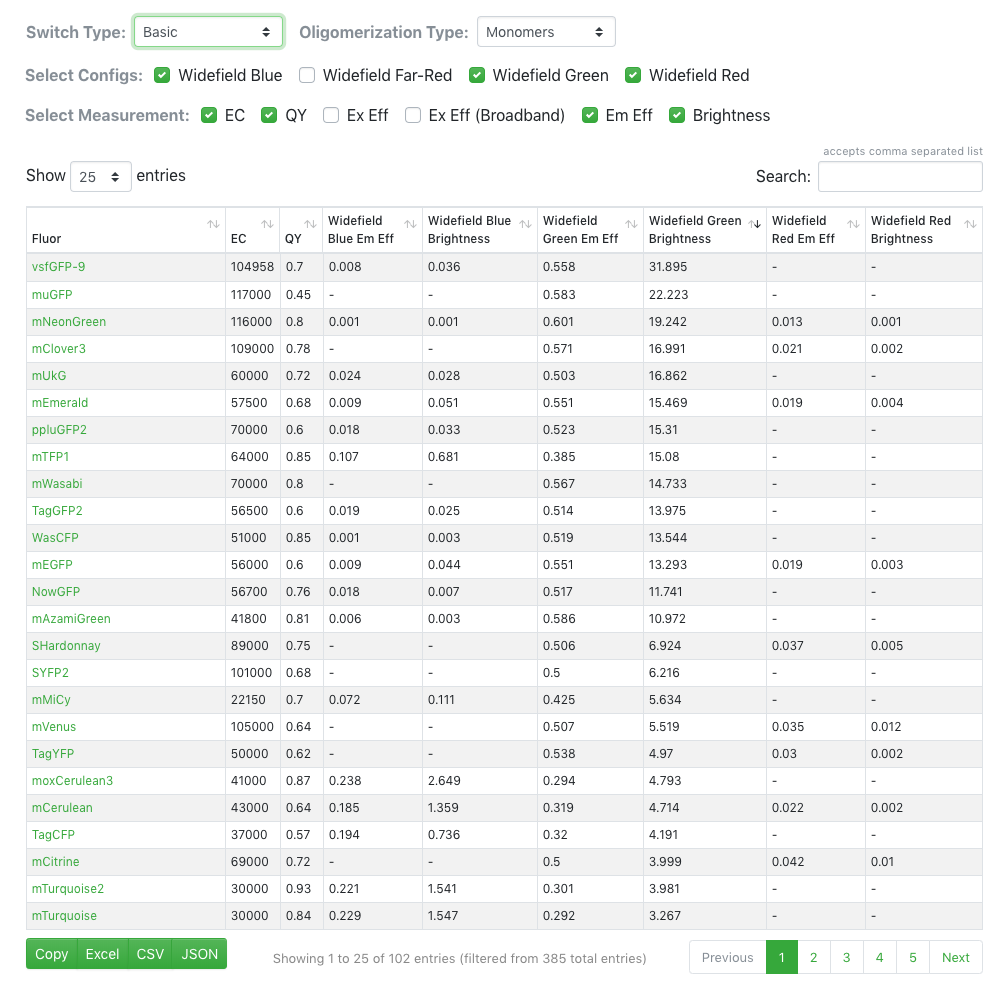 Switch Type: Basic Oligomerization Type: Monomers
Select Configs: Widefield Blue Widefield Far-Red Widefield Green Widefield Red
Select Measurement: EC QY Ex Eff Ex Eff (Broadband) Em Eff Brightness
accepts comma separated list
Show 25 entries Search:
Fluor EC QY Widefield Blue Em Eff Widefield Blue Brightness Widefield Green Em Eff Widefield Green Brightness Widefield Red Em Eff Widefield Red Brightness
vsfGFP-9 104958 0.7 0.008 0.036 0.558 31.895 - -
muGFP 117000 0.45 - - 0.583 22.223 - -
mNeonGreen 116000 0.8 0.001 0.001 0.601 19.242 0.013 0.001
mClover3 109000 0.78 - - 0.571 16.991 0.021 0.002
mUkG 60000 0.72 0.024 0.028 0.503 16.862 - -
mEmerald 57500 0.68 0.009 0.051 0.551 15.469 0.019 0.004
ppluGFP2 70000 0.6 0.018 0.033 0.523 15.31 - -
mTFP1 64000 0.85 0.107 0.681 0.385 15.08 - -
mWasabi 70000 0.8 - - 0.567 14.733 - -
TagGFP2 56500 0.6 0.019 0.025 0.514 13.975 - -
WasCFP 51000 0.85 0.001 0.003 0.519 13.544 - -
mEGFP 56000 0.6 0.009 0.044 0.551 13.293 0.019 0.003
NowGFP 56700 0.76 0.018 0.007 0.517 11.741 - -
mAzamiGreen 41800 0.81 0.006 0.003 0.586 10.972 - -
SHardonnay 89000 0.75 - - 0.506 6.924 0.037 0.005
SYFP2 101000 0.68 - - 0.5 6.216 - -
mMiCy 22150 0.7 0.072 0.111 0.425 5.634 - -
mVenus 105000 0.64 - - 0.507 5.519 0.035 0.012
TagYFP 50000 0.62 - - 0.538 4.97 0.03 0.002
moxCerulean3 41000 0.87 0.238 2.649 0.294 4.793 - -
mCerulean 43000 0.64 0.185 1.359 0.319 4.714 0.022 0.002
TagCFP 37000 0.57 0.194 0.736 0.32 4.191 - -
mCitrine 69000 0.72 - - 0.5 3.999 0.042 0.01
mTurquoise2 30000 0.93 0.221 1.541 0.301 3.981 - -
mTurquoise 30000 0.84 0.229 1.547 0.292 3.267 - -
Copy Excel CSV JSON Showing 1 to 25 of 102 entries (filtered from 385 total entries) Previous 1 2 3 4 5 Next